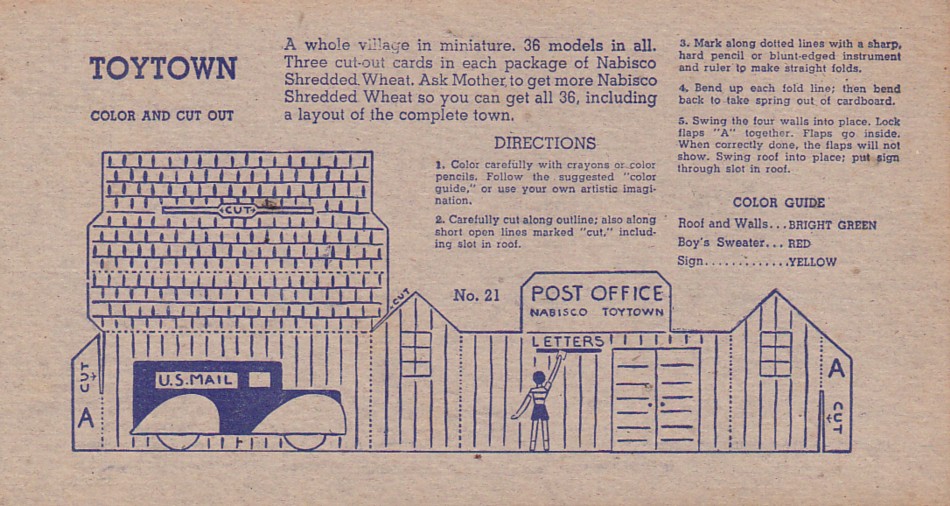 TOYTOWN
COLOR AND CUT OUT
A whole village in miniature. 36 models in all.
Three cut-out cards in each package of Nabisco
Shredded Wheat. Ask Mother to get more Nabisco
Shredded Wheat so you can get all 36, including
a layout of the complete town.
DIRECTIONS
1. Color carefully with crayons or color
pencils. Follow the suggested "color
guide," or use your own artistic imagi-
nation.
2. Carefully cut along outline; also along
short open lines marked "cut," includ-
ing slot in roof.
3. Mark along dotted lines with a sharp,
hard pencil or blunt-edged instrument
and ruler to make straight folds.
4. Bend up each fold line; then bend
back to take spring out of cardboard.
5. Swing the four walls into place. Lock
flaps "A" together. Flaps go inside.
When correctly done, the flaps will not
show. Swing roof into place; put sign
through slot in roof.
COLOR GUIDE
Roof and Walls...BRIGHT GREEN
Boy's Sweater... RED
Sign.............YELLOW
CUT
CUT
No. 21
POST OFFICE
NABISCO TOYTOWN
LETTERS
CUT
A
U.S.MAIL
A
CUT